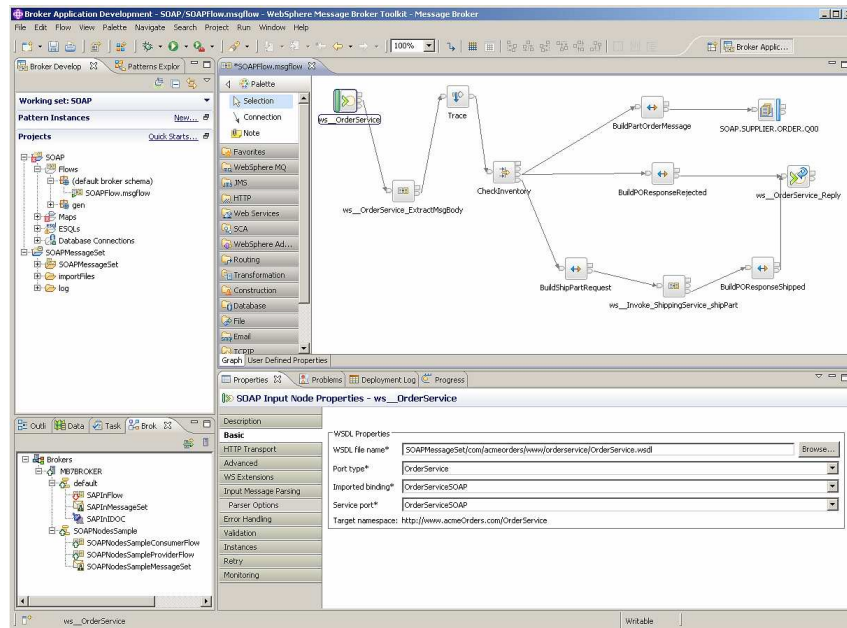 Broker Application Development - SOAP/SOAPFlow.msgflow - WebSphere Message Broker Toolkit - Message Broker
File Edit Flow View Palette Navigate Search Project Run Window Help
100%
Broker Applic...
Broker Develop
Patterns Explor
Working set: SOAP
Pattern Instances New...
Projects Quick Starts...
SOAP
Flows
(default broker schema)
SOAPFlow.msgflow
gen
Maps
ESQLs
Database Connections
SOAPMessageSet
SOAPMessageSet
importFiles
log
*SOAPFlow.msgflow
Palette
Selection
Connection
Note
Favorites
WebSphere MQ
JMS
HTTP
Web Services
SCA
WebSphere Ad...
Routing
Transformation
Construction
Database
File
Email
TCPIP
Graph User Defined Properties
ws__OrderService
Trace
BuildPartOrderMessage
SOAP.SUPPLIER.ORDER.Q00
ws__OrderService_ExtractMsgBody
CheckInventory
BuildPOResponseRejected
ws__OrderService_Reply
BuildShipPartRequest
ws__Invoke_ShippingService_shipPart
BuildPOResponseShipped
Properties
Problems
Deployment Log
Progress
SOAP Input Node Properties - ws__OrderService
Description
Basic
HTTP Transport
Advanced
WS Extensions
Input Message Parsing
Parser Options
Error Handling
Validation
Instances
Retry
Monitoring
WSDL Properties
WSDL file name* SOAPMessageSet/com/acmeorders/www/orderservice/OrderService.wsdl Browse...
Port type* OrderService
Imported binding* OrderServiceSOAP
Service port* OrderServiceSOAP
Target namespace: http://www.acmeOrders.com/OrderService
Outli
Data
Task
Brok
Brokers
MB7BROKER
default
SAPInFlow
SAPInMessageSet
SAPInIDOC
SOAPNodesSample
SOAPNodesSampleConsumerFlow
SOAPNodesSampleProviderFlow
SOAPNodesSampleMessageSet
ws__OrderService
Writable